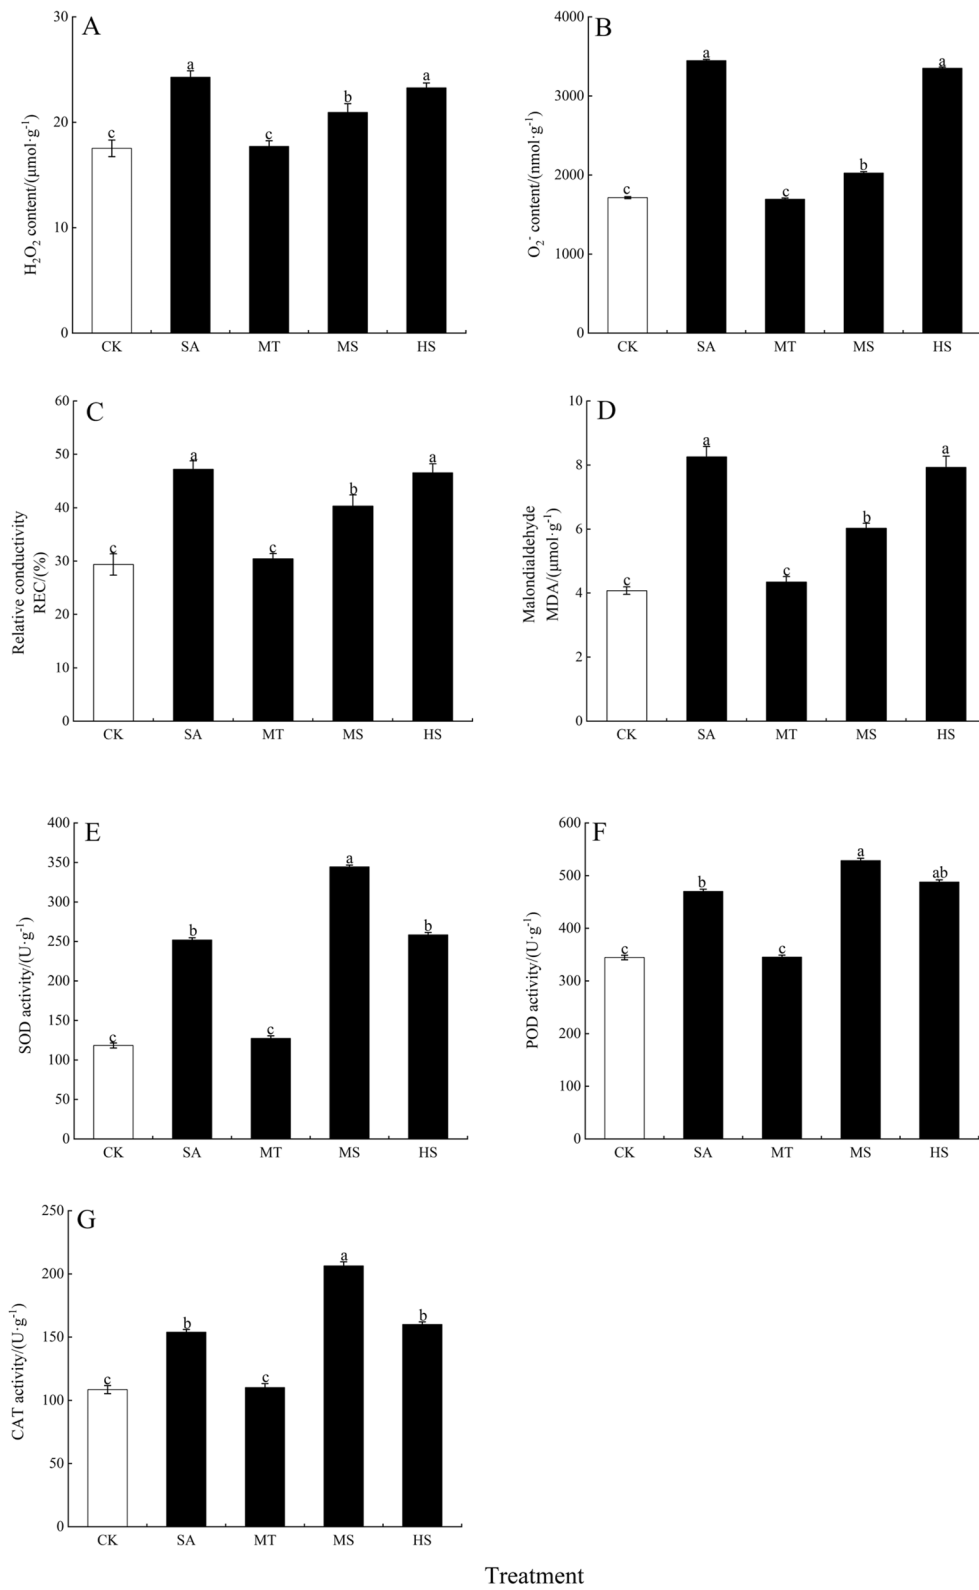 A
H₂O₂ content/(μmol·g⁻¹)
30
20
10
0
c
a
c
b
a
CK SA MT MS HS
B
O₂⁻ content/(nmol·g⁻¹)
4000
3000
2000
1000
0
c
a
c
b
a
CK SA MT MS HS
C
Relative conductivity
REC/(%)
60
50
40
30
20
10
0
c
a
c
b
a
CK SA MT MS HS
D
Malondialdehyde
MDA/(μmol·g⁻¹)
10
8
6
4
2
0
c
a
c
b
a
CK SA MT MS HS
E
SOD activity/(U·g⁻¹)
400
350
300
250
200
150
100
50
0
c
b
c
a
b
CK SA MT MS HS
F
POD activity/(U·g⁻¹)
600
500
400
300
200
100
0
c
b
c
a
ab
CK SA MT MS HS
G
CAT activity/(U·g⁻¹)
250
200
150
100
50
0
c
b
c
a
b
CK SA MT MS HS
Treatment